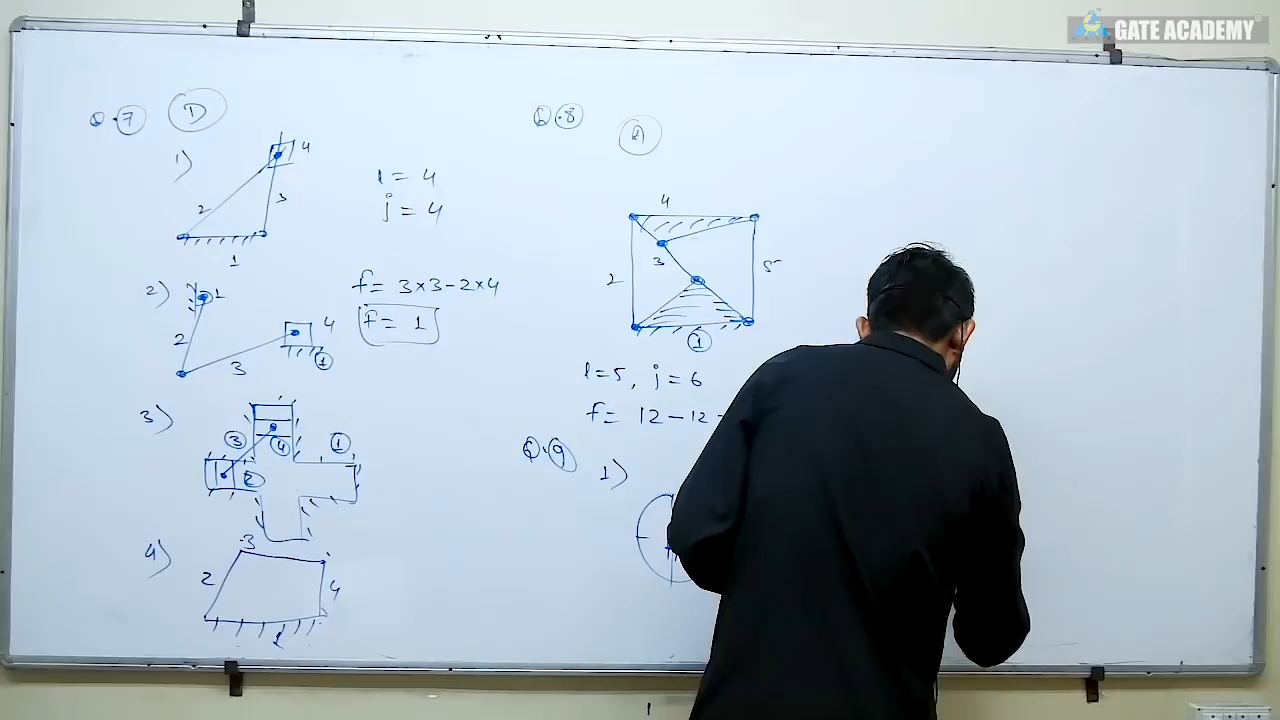 GATE ACADEMY
Q.7 D
1)
4
2
3
1
l = 4
j = 4
f = 3×3-2×4
F = 1
2)
1
2
3
4
1
3)
3
4
1
2
4)
3
2
4
1
Q.8
4
2
3
5
1
l=5, j=6
f= 12-12-
Q.9
1)